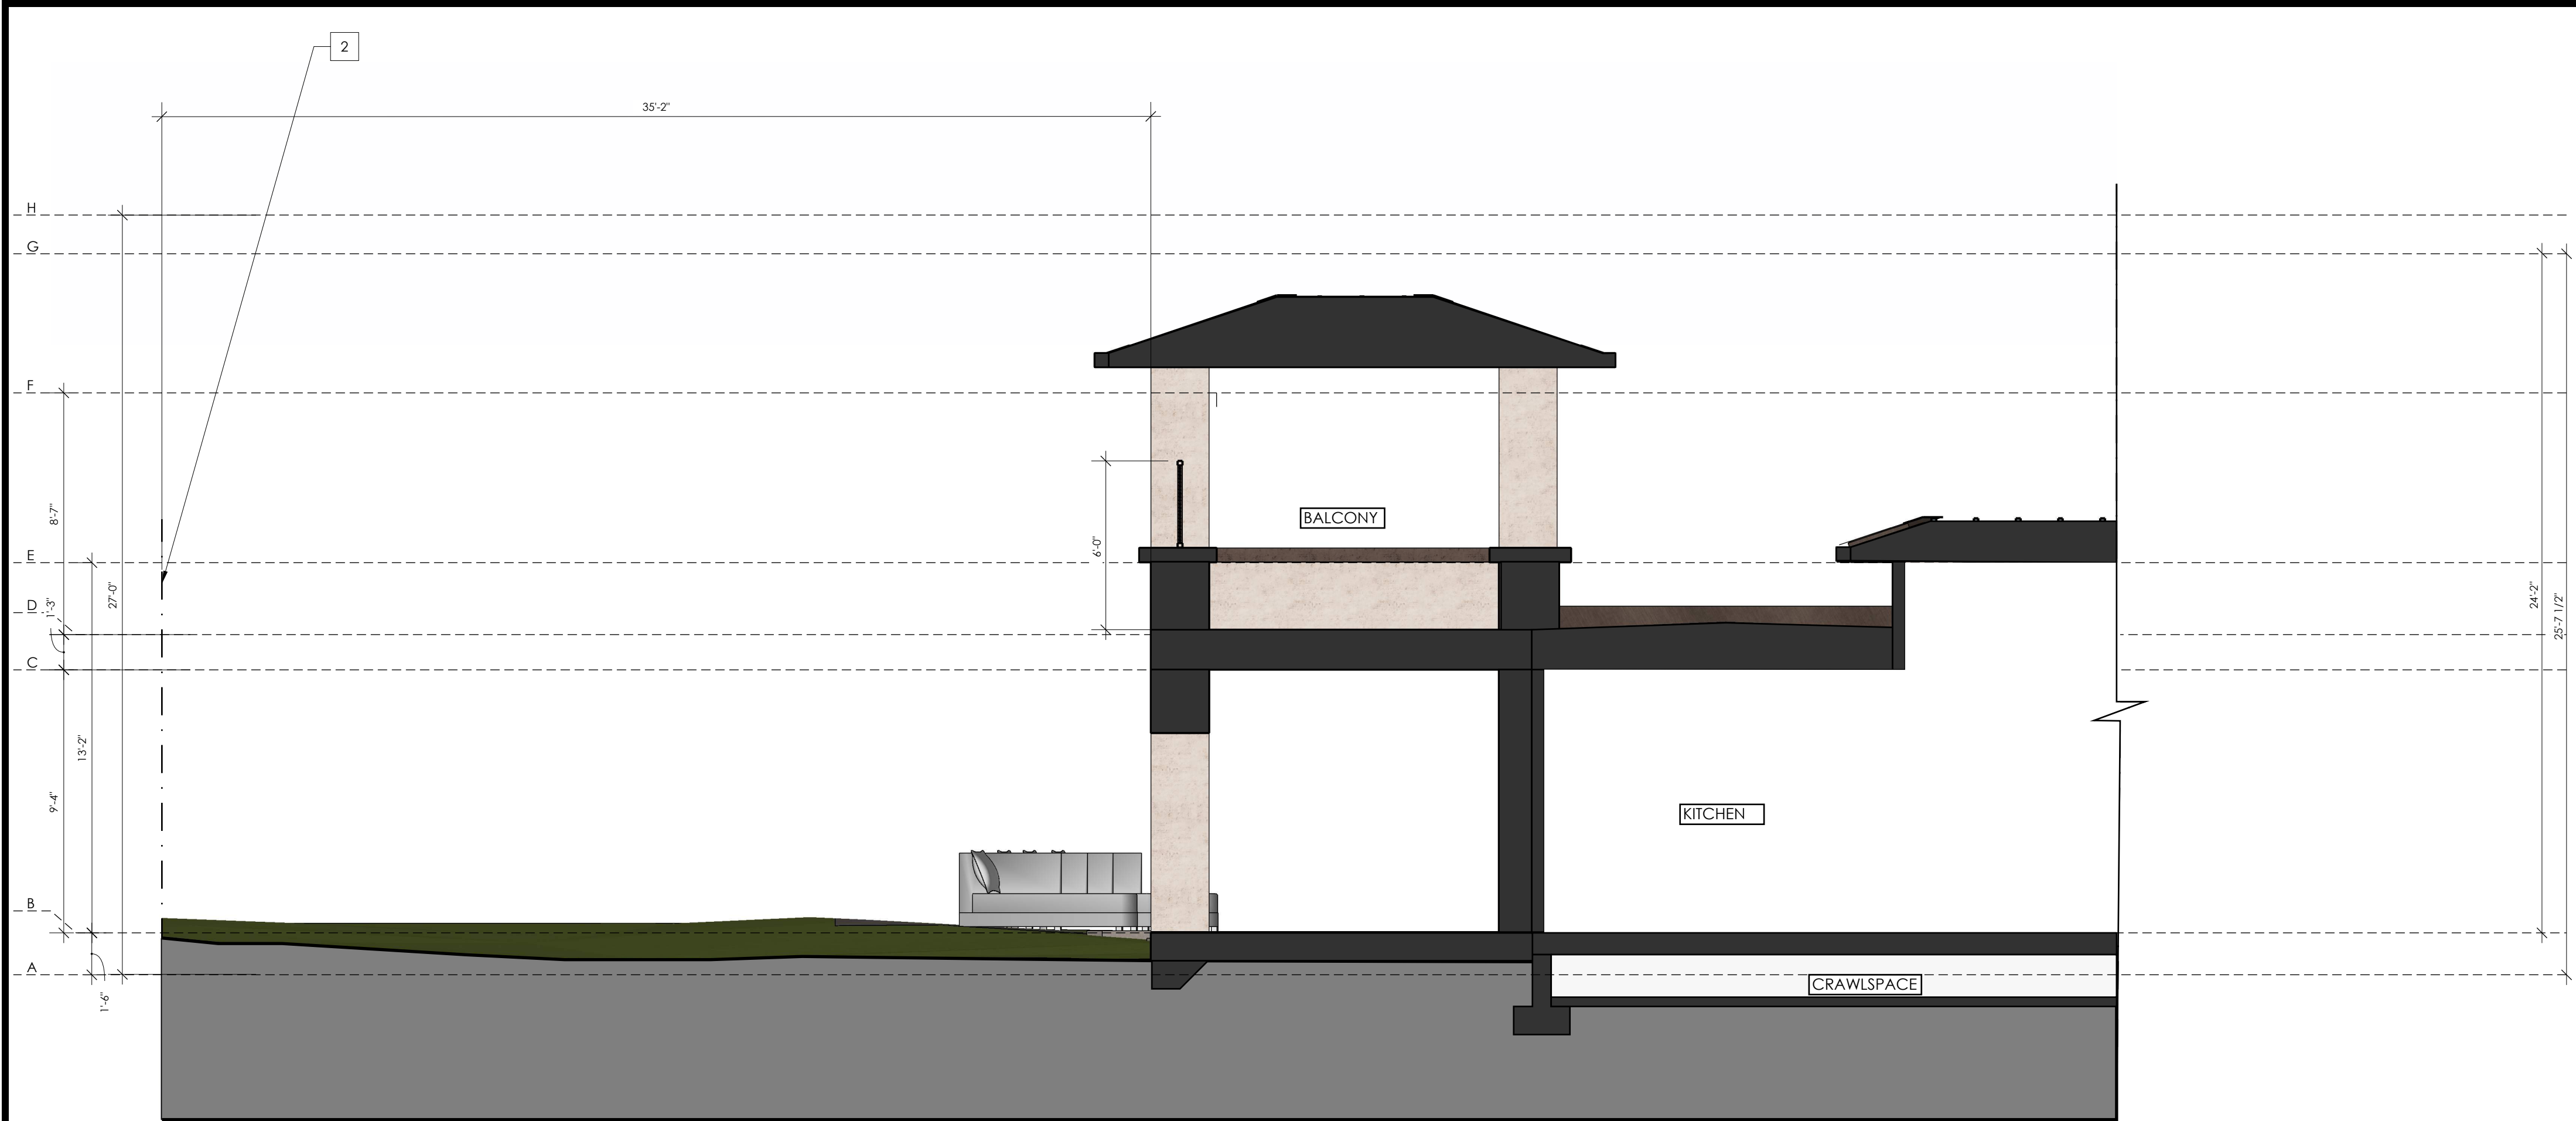 2
35'-2"
H
G
F
8'-7"
E
6'-0"
BALCONY
D
1'-3"
27'-0"
24'-2"
25'-7 1/2"
C
13'-2"
9'-4"
KITCHEN
B
A
1'-6"
CRAWLSPACE